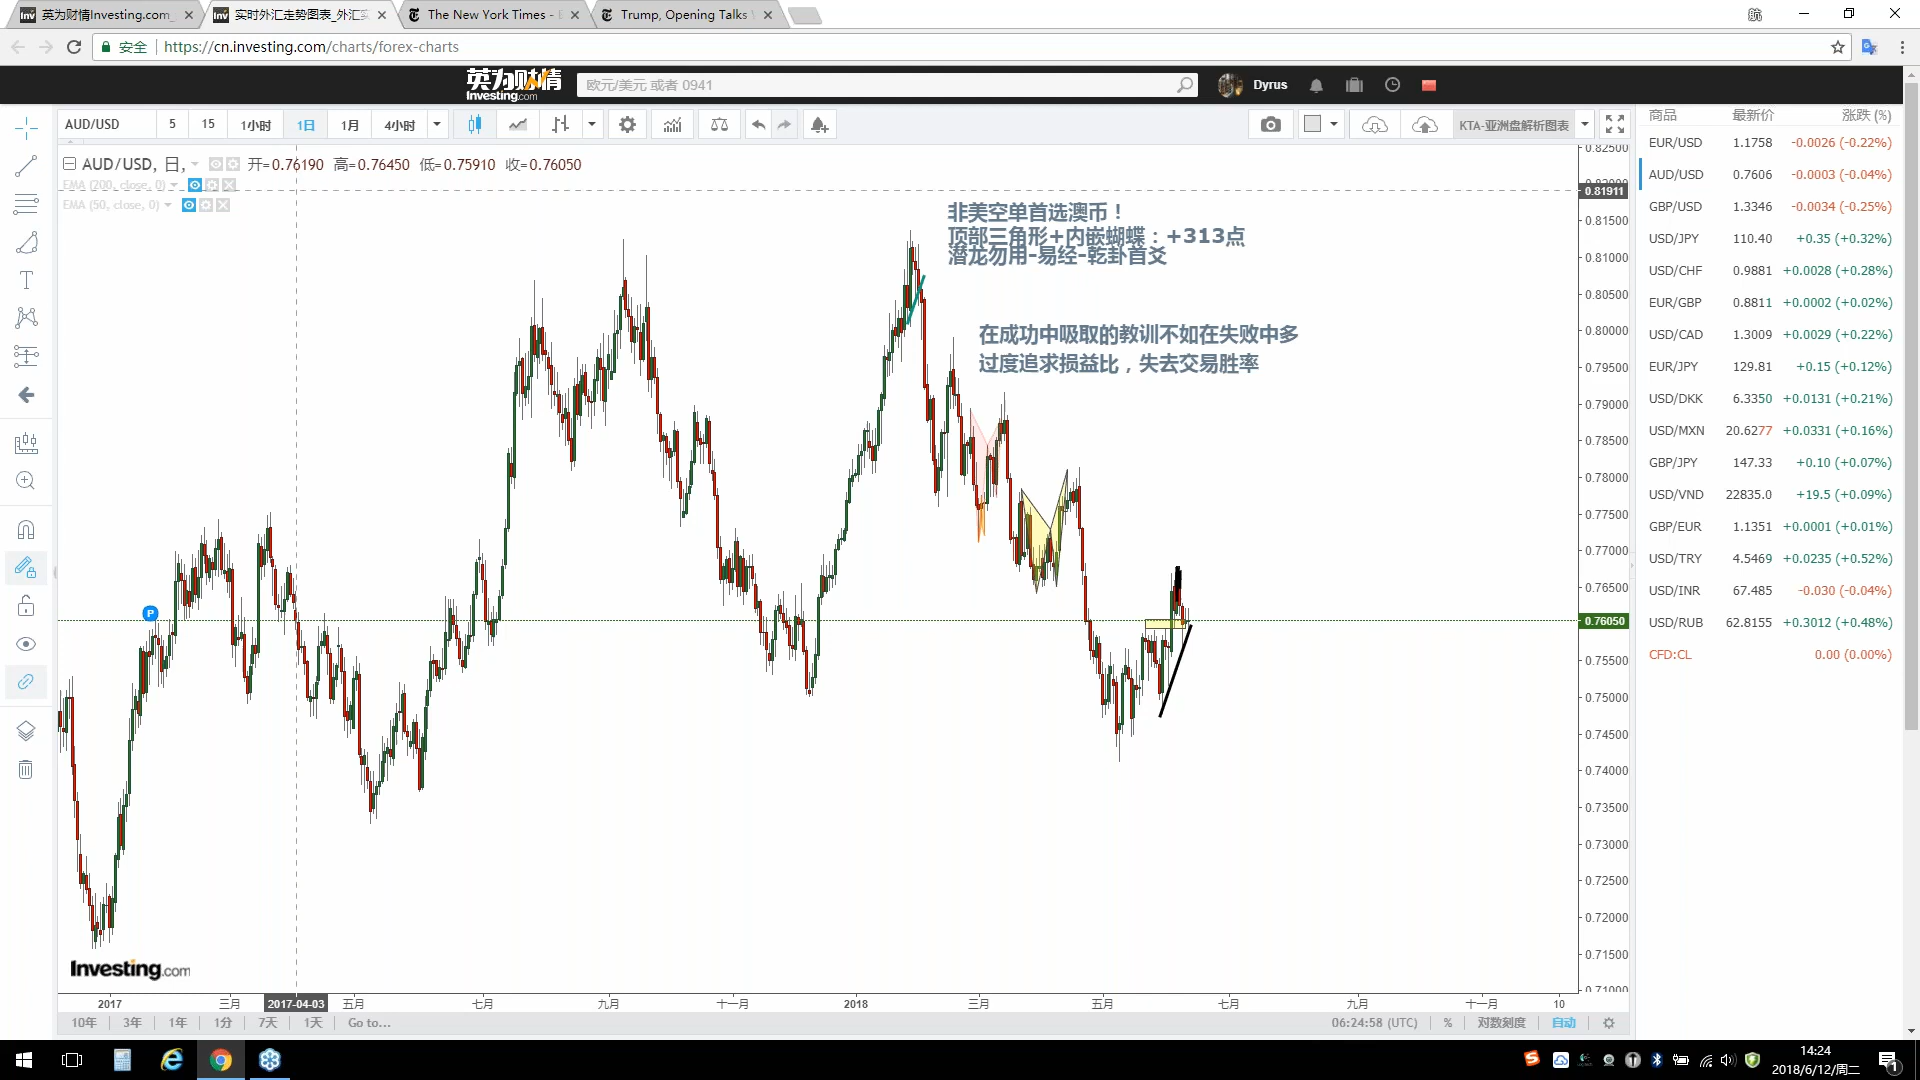 英为财情Investing.com_
实时外汇走势图表_外汇实
The New York Times -
Trump, Opening Talks
安全
https://cn.investing.com/charts/forex-charts
英为财情
Investing.com
欧元/美元 或者 0941
Dyrus
AUD/USD
5
15
1小时
1日
1月
4小时
KTA-亚洲盘解析图表
AUD/USD, 日,
开=0.76190 高=0.76450 低=0.75910 收=0.76050
EMA (200, close, 0)
EMA (50, close, 0)
非美空单首选澳币！
顶部三角形+内嵌蝴蝶：+313点
潜龙勿用-易经-乾卦首爻
在成功中吸取的教训不如在失败中多
过度追求损益比，失去交易胜率
P
0.82500
0.81911
0.81500
0.81000
0.80500
0.80000
0.79500
0.79000
0.78500
0.78000
0.77500
0.77000
0.76500
0.76050
0.75500
0.75000
0.74500
0.74000
0.73500
0.73000
0.72500
0.72000
0.71500
0.71000
Investing.com
2017
三月
2017-04-03
五月
七月
九月
十一月
2018
三月
五月
七月
九月
十一月
10
10年
3年
1年
1分
7天
1天
Go to...
06:24:58 (UTC)
%
对数刻度
自动
商品 最新价 涨跌 (%)
EUR/USD 1.1758 -0.0026 (-0.22%)
AUD/USD 0.7606 -0.0003 (-0.04%)
GBP/USD 1.3346 -0.0034 (-0.25%)
USD/JPY 110.40 +0.35 (+0.32%)
USD/CHF 0.9881 +0.0028 (+0.28%)
EUR/GBP 0.8811 +0.0002 (+0.02%)
USD/CAD 1.3009 +0.0029 (+0.22%)
EUR/JPY 129.81 +0.15 (+0.12%)
USD/DKK 6.3350 +0.0131 (+0.21%)
USD/MXN 20.6277 +0.0331 (+0.16%)
GBP/JPY 147.33 +0.10 (+0.07%)
USD/VND 22835.0 +19.5 (+0.09%)
GBP/EUR 1.1351 +0.0001 (+0.01%)
USD/TRY 4.5469 +0.0235 (+0.52%)
USD/INR 67.485 -0.030 (-0.04%)
USD/RUB 62.8155 +0.3012 (+0.48%)
CFD:CL 0.00 (0.00%)
14:24
2018/6/12/周二
1